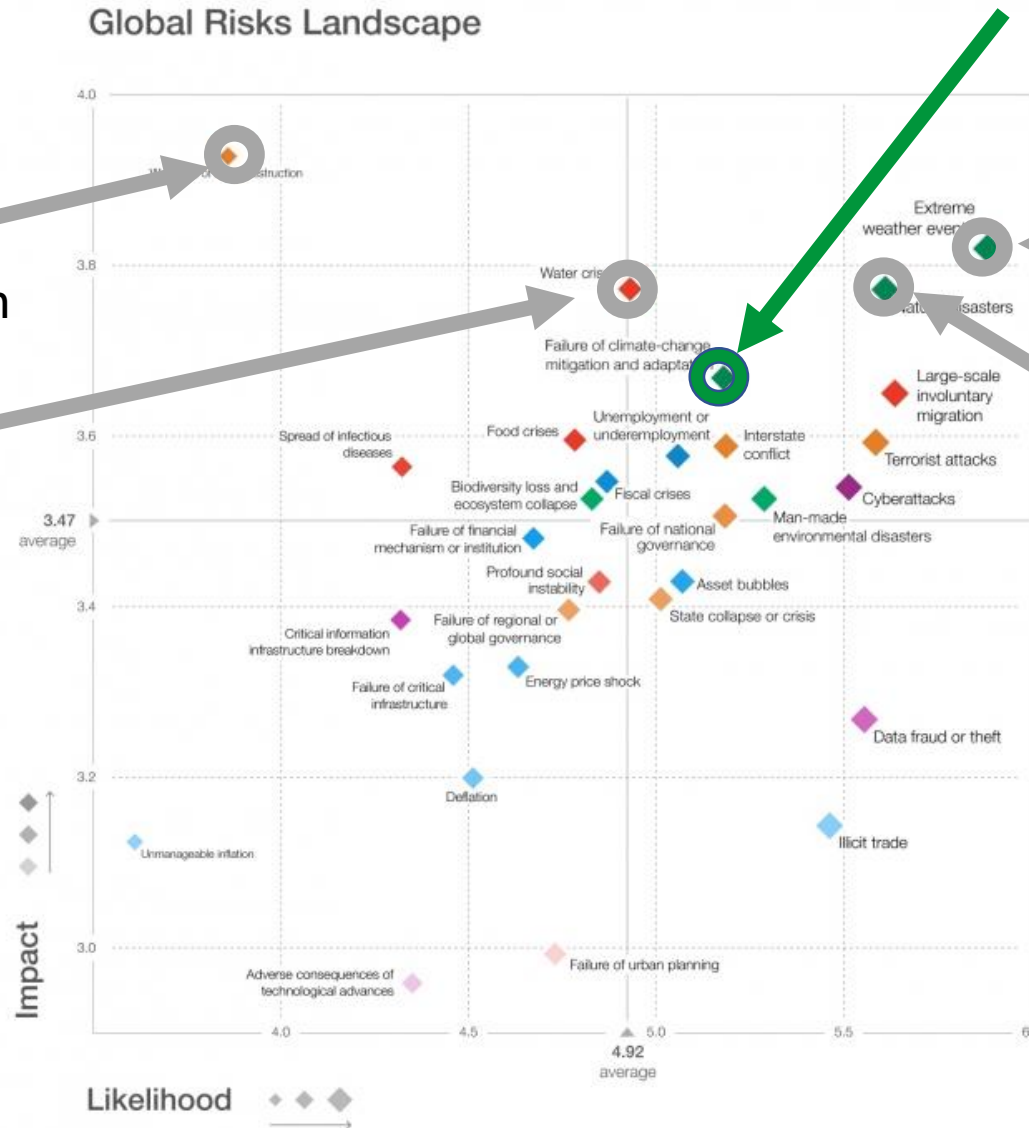 Global Risks Landscape
4.0
struction
Extreme
weather
3.8
Water
n
isasters
Failure of climate-change
mitigation and
Large-scale
involuntary
migration
Unemployment or
underemployment
3.6
Food crises
Interstate
conflict
Spread of infectious
diseases
Terrorist attacks
Biodiversity loss and
ecosystem collapse
Fiscal crises
Cyberattacks
3.47
average
Failure of financial
mechanism or institution
Failure of national
governance
Man-made
environmental disasters
Profound social
instability
Asset bubbles
3.4
State collapse or crisis
Failure of regional or
global governance
Critical information
infrastructure breakdown
Energy price shock
Failure of critical
infrastructure
Data fraud or theft
3.2
Deflation
Illicit trade
Unmanageable inflation
3.0
Failure of urban planning
Adverse consequences of
technological advances
Impact
4.0
4.5
5.0
5.5
6
4.92
average
Likelihood